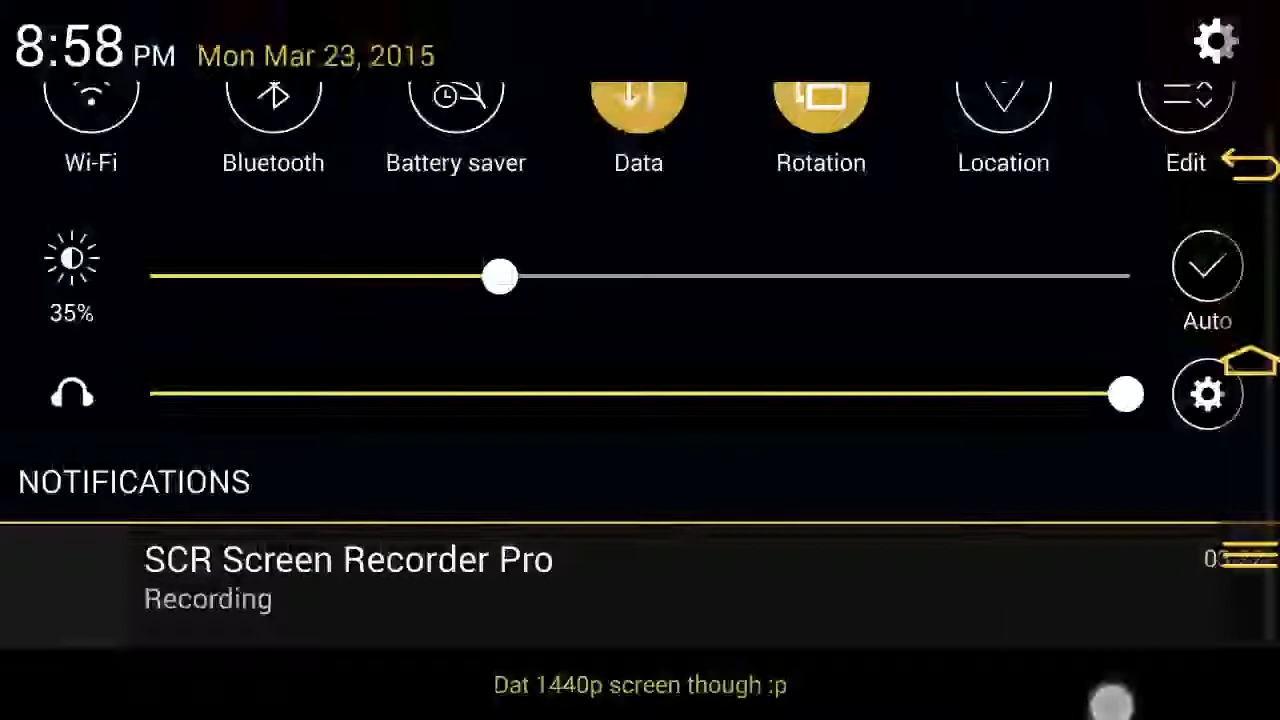 8:58 PM Mon Mar 23, 2015
Wi-Fi Bluetooth Battery saver Data Rotation Location Edit
35%
Auto
NOTIFICATIONS
SCR Screen Recorder Pro
Recording
Dat 1440p screen though :p